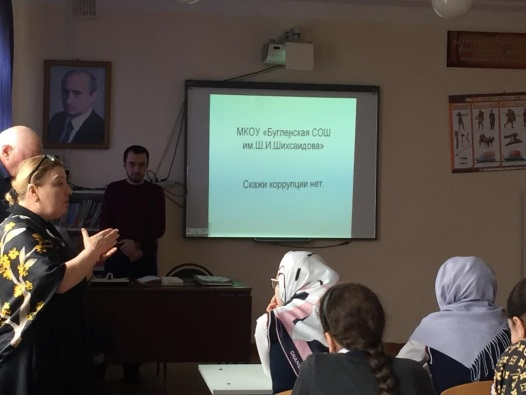 МКОУ «Бугленская СОШ
им.Ш.И.Шихсаидова»
Скажи коррупции нет.